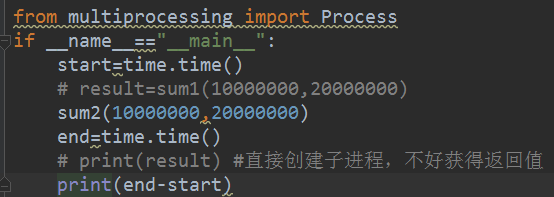 from multiprocessing import Process
if __name__=="__main__":
    start=time.time()
    # result=sum1(10000000,20000000)
    sum2(10000000,20000000)
    end=time.time()
    # print(result) #直接创建子进程，不好获得返回值
    print(end-start)